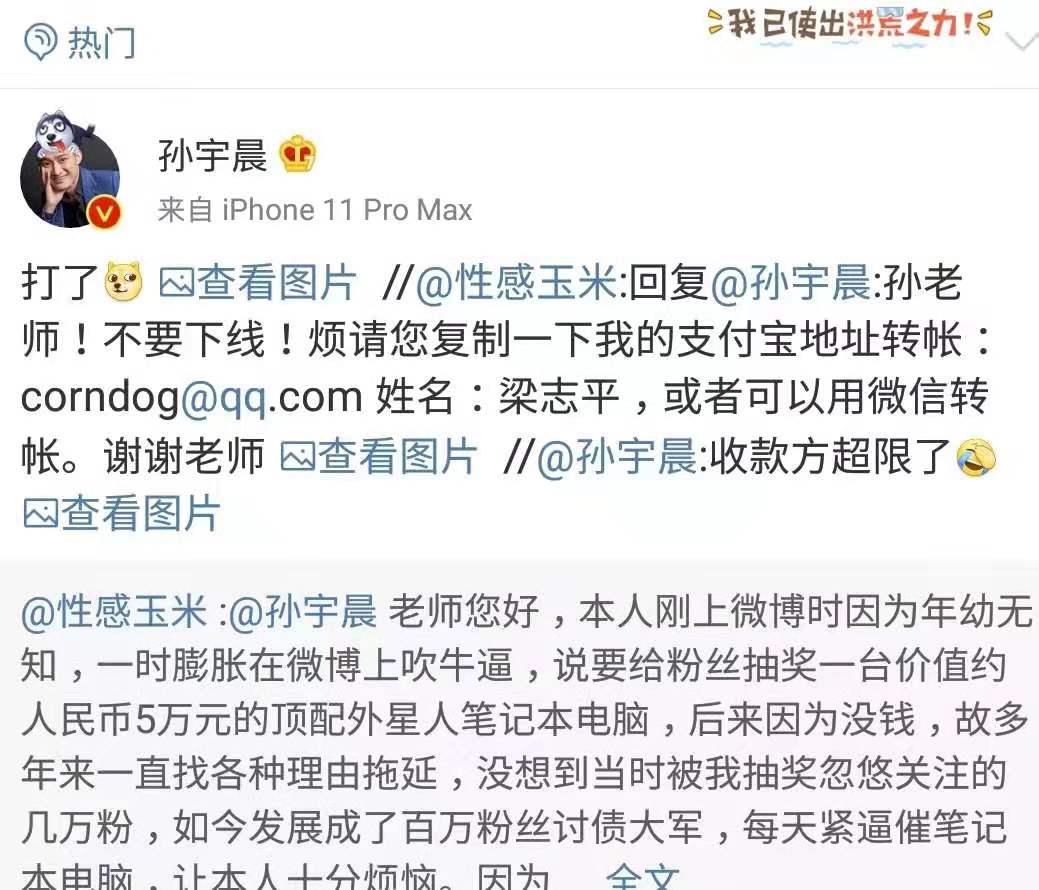 热门
我已使出洪荒之力!
孙宇晨
来自 iPhone 11 Pro Max
打了 查看图片 //@性感玉米:回复@孙宇晨:孙老
师！不要下线！烦请您复制一下我的支付宝地址转帐：
corndog@qq.com 姓名：梁志平，或者可以用微信转
帐。谢谢老师 查看图片 //@孙宇晨:收款方超限了
查看图片
@性感玉米 :@孙宇晨 老师您好，本人刚上微博时因为年幼无
知，一时膨胀在微博上吹牛逼，说要给粉丝抽奖一台价值约
人民币5万元的顶配外星人笔记本电脑，后来因为没钱，故多
年来一直找各种理由拖延，没想到当时被我抽奖忽悠关注的
几万粉，如今发展成了百万粉丝讨债大军，每天紧逼催笔记
本电脑，让本人十分烦恼。因为 全文